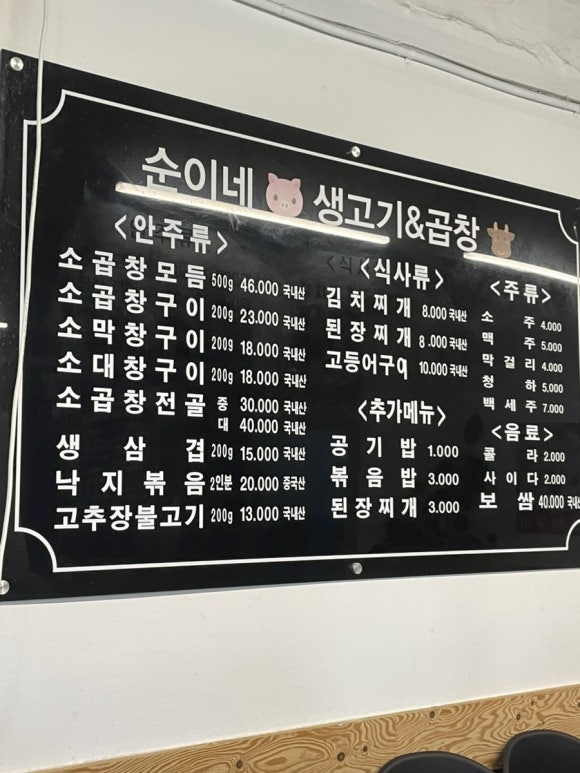 순이네 생고기&곱창
<안주류>
소곱창모듬 500g 46.000 국내산
소곱창구이 200g 23.000 국내산
소막창구이 200g 18.000 국내산
소대창구이 200g 18.000 국내산
소곱창전골 중 30.000 국내산
대 40.000 국내산
생삼겹 200g 15.000 국내산
낙지볶음 2인분 20.000 중국산
고추장불고기 200g 13.000 국내산
<식사류>
김치찌개 8.000 국내산
된장찌개 8.000 국내산
고등어구이 10.000 국내산
<추가메뉴>
공기밥 1.000
볶음밥 3.000
된장찌개 3.000
<주류>
소주 4.000
맥주 5.000
막걸리 4.000
청하 5.000
백세주 7.000
<음료>
콜라 2.000
사이다 2.000
보쌈 40.000 국내